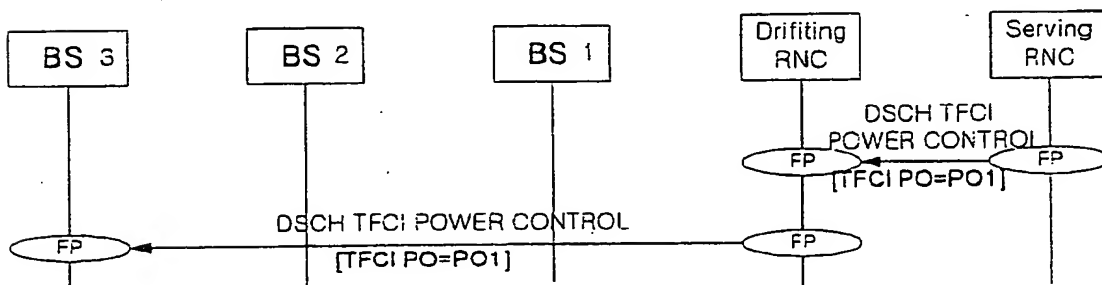 BS 3
BS 2
BS 1
Drifiting
RNC
Serving
RNC
DSCH TFCI
POWER CONTROL
FP
FP
[TFCI PO=PO1]
DSCH TFCI POWER CONTROL
FP
FP
[TFCI PO=PO1]